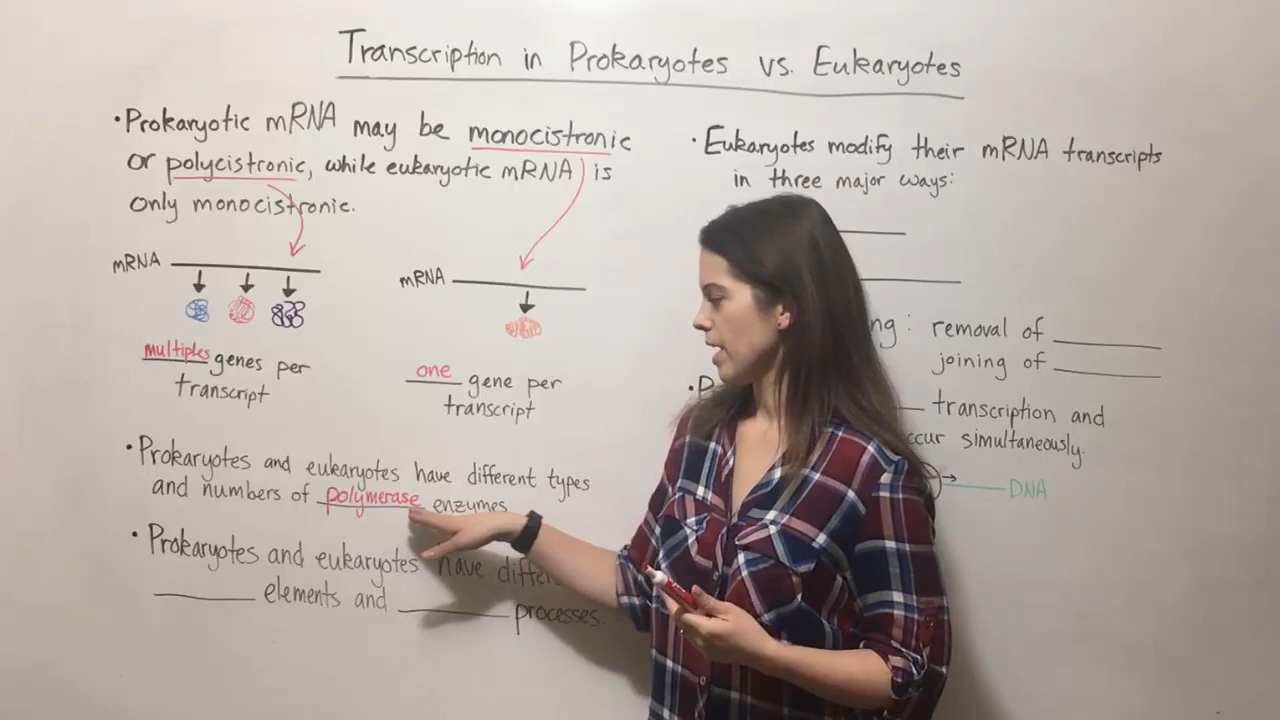 Transcription in Prokaryotes vs. Eukaryotes
• Prokaryotic mRNA may be monocistronic
or polycistronic, while eukaryotic mRNA is
only monocistronic.
mRNA
multiples genes per
transcript
mRNA
one gene per
transcript
• Prokaryotes and eukaryotes have different types
and numbers of polymerase enzymes
• Prokaryotes and eukaryotes have
elements and processes.
• Eukaryotes modify their mRNA transcripts
in three major ways:
: removal of
joining of
transcription and
simultaneously.
DNA